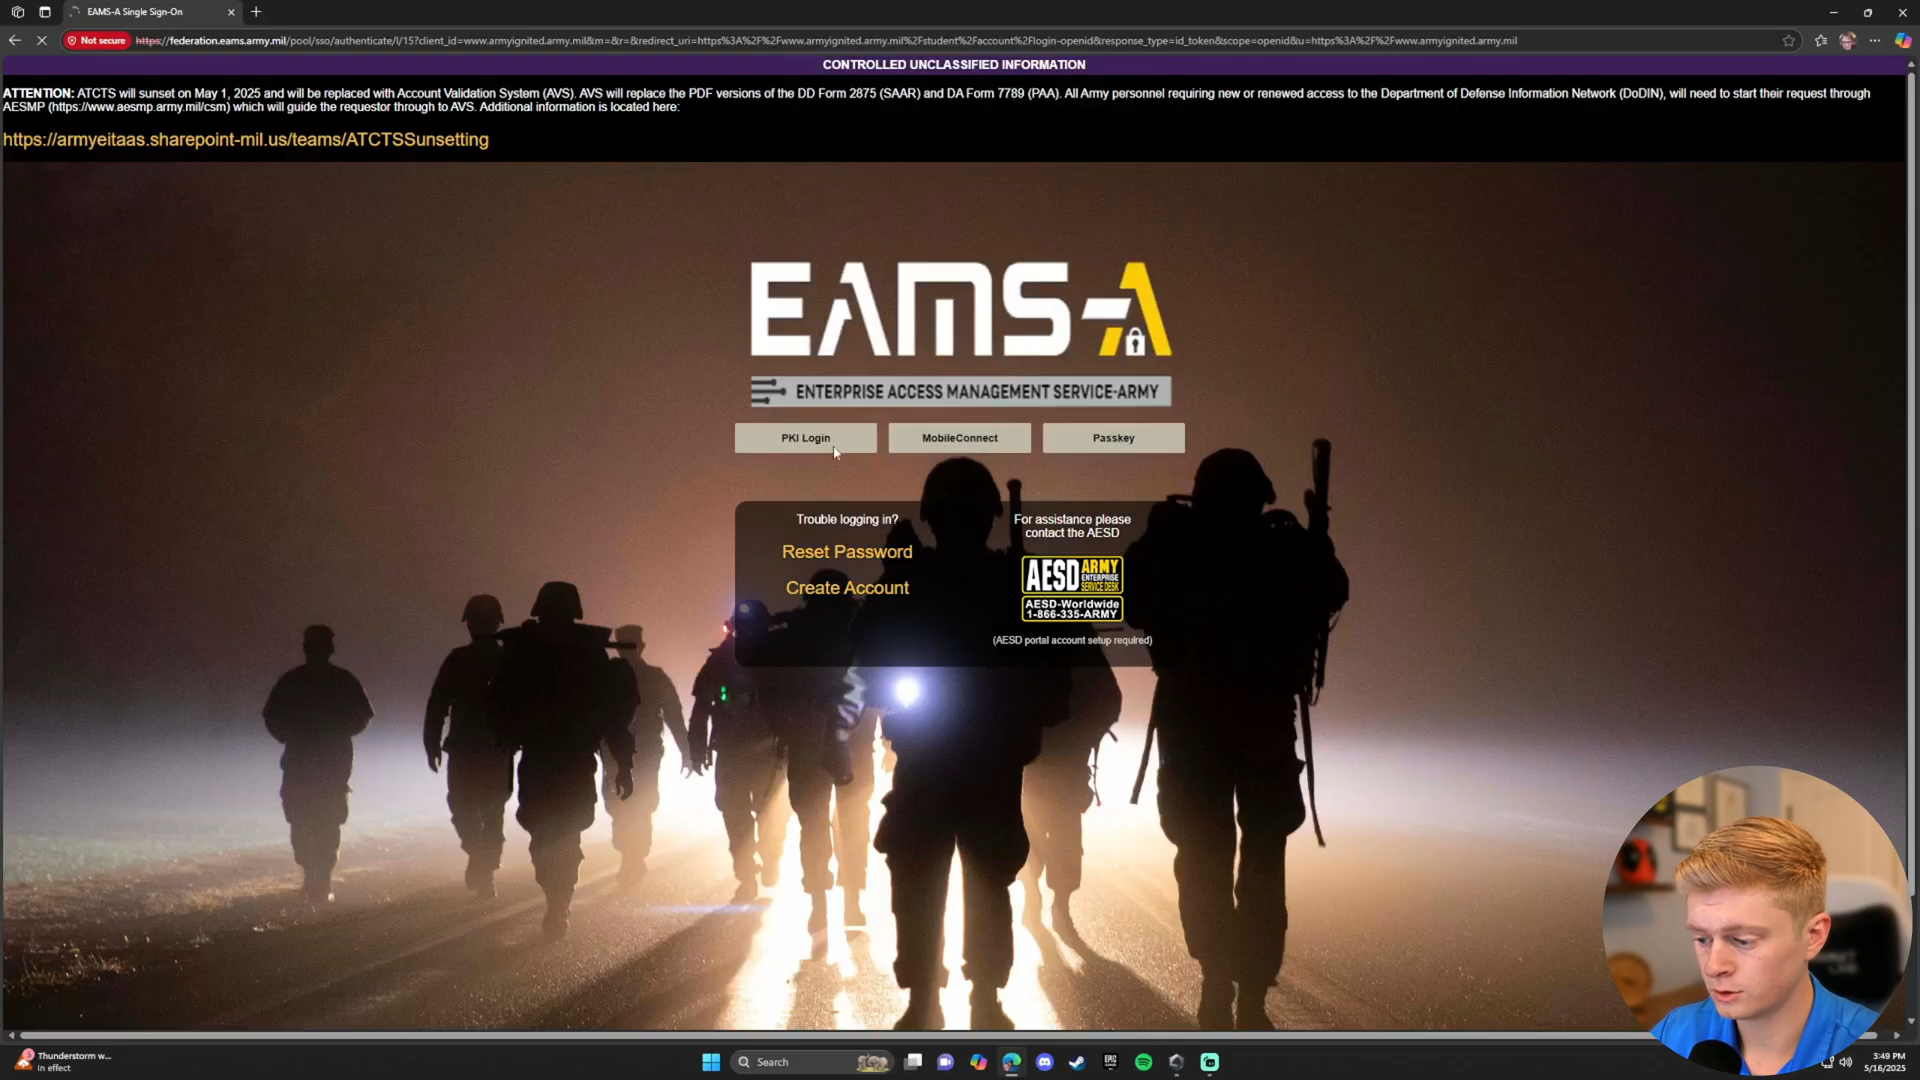 EAMS-A Single Sign-On
Not secure https://federation.eams.army.mil/pool/sso/authenticate/l/15?client_id=www.armyignited.army.mil&m=&r=&redirect_uri=https%3A%2F%2Fwww.armyignited.army.mil%2Fstudent%2Faccount%2Flogin-openid&response_type=id_token&scope=openid&u=https%3A%2F%2Fwww.armyignited.army.mil
CONTROLLED UNCLASSIFIED INFORMATION
ATTENTION: ATCTS will sunset on May 1, 2025 and will be replaced with Account Validation System (AVS). AVS will replace the PDF versions of the DD Form 2875 (SAAR) and DA Form 7789 (PAA). All Army personnel requiring new or renewed access to the Department of Defense Information Network (DoDIN), will need to start their request through
AESMP (https://www.aesmp.army.mil/csm) which will guide the requestor through to AVS. Additional information is located here:
https://armyeitaas.sharepoint-mil.us/teams/ATCTSSunsetting
EAMS-A
ENTERPRISE ACCESS MANAGEMENT SERVICE-ARMY
PKI Login MobileConnect Passkey
Trouble logging in?
Reset Password
Create Account
For assistance please
contact the AESD
AESD ARMY
ENTERPRISE
SERVICE DESK
AESD-Worldwide
1-866-335-ARMY
(AESD portal account setup required)
Thunderstorm w...
In effect
Search
EPIC
GAMES
3:49 PM
5/16/2025